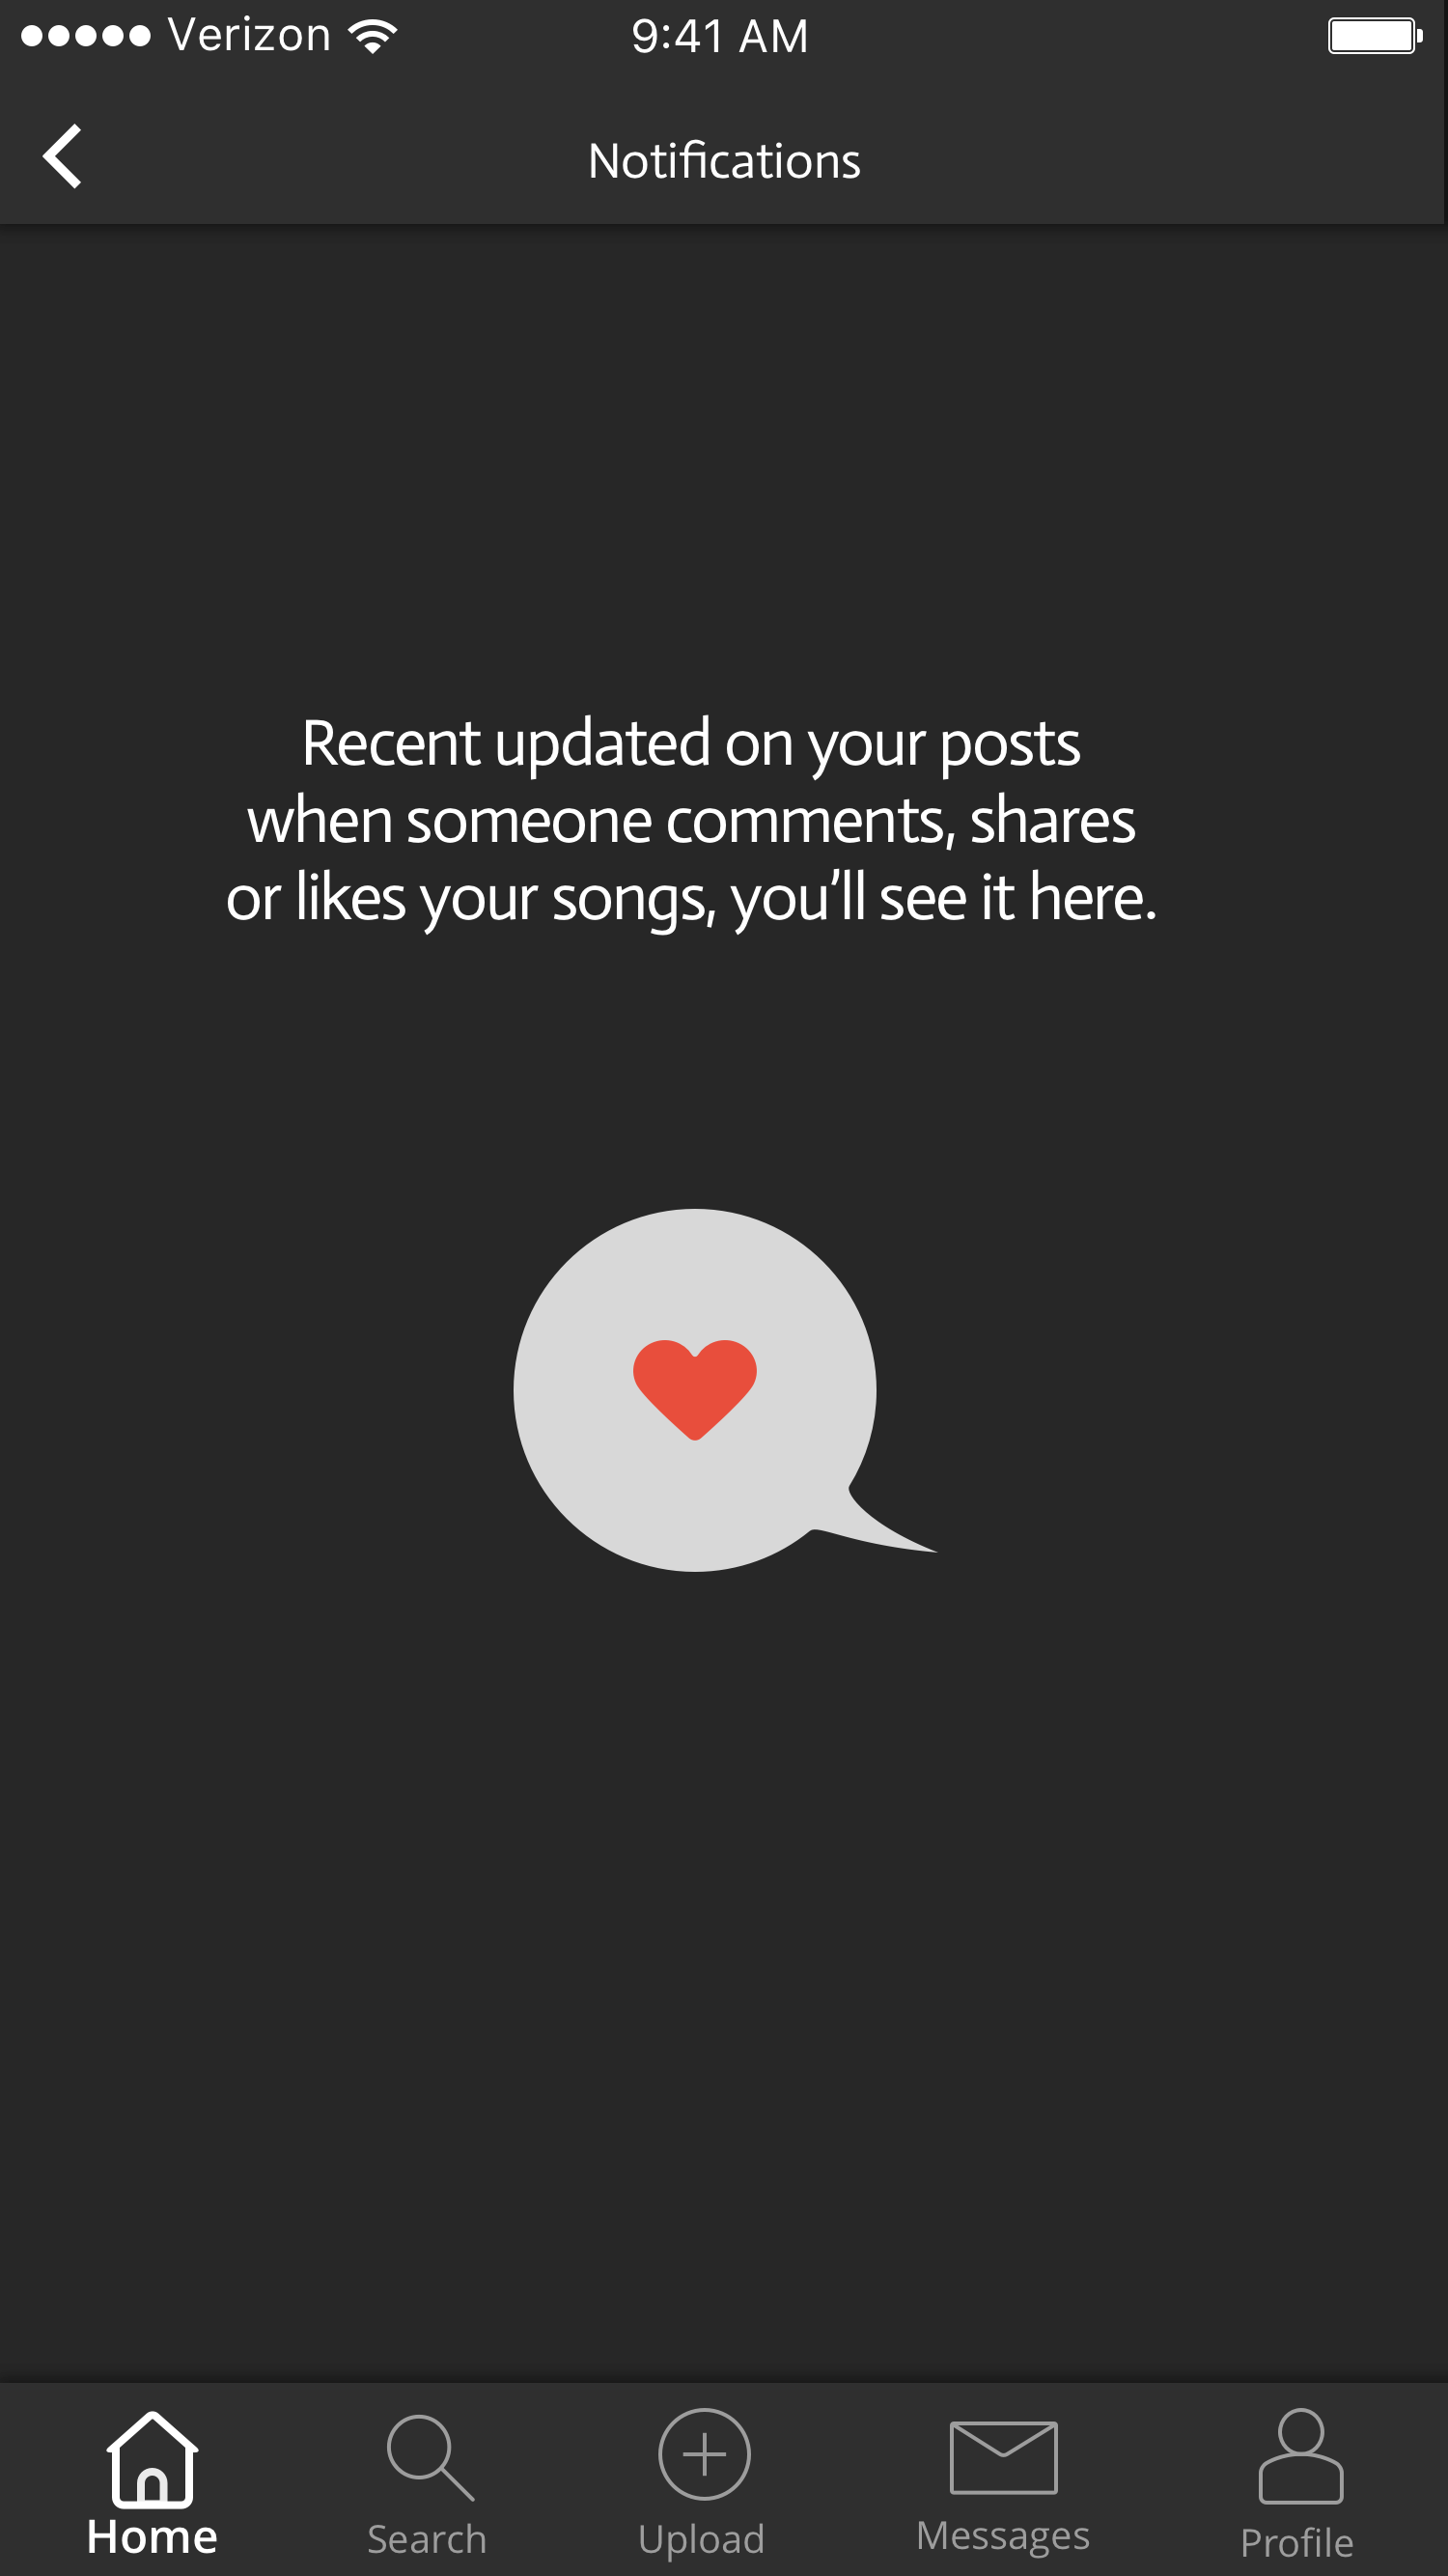 Verizon 9:41 AM
Notifications
Recent updated on your posts
when someone comments, shares
or likes your songs, you’ll see it here.
Home Search Upload Messages Profile